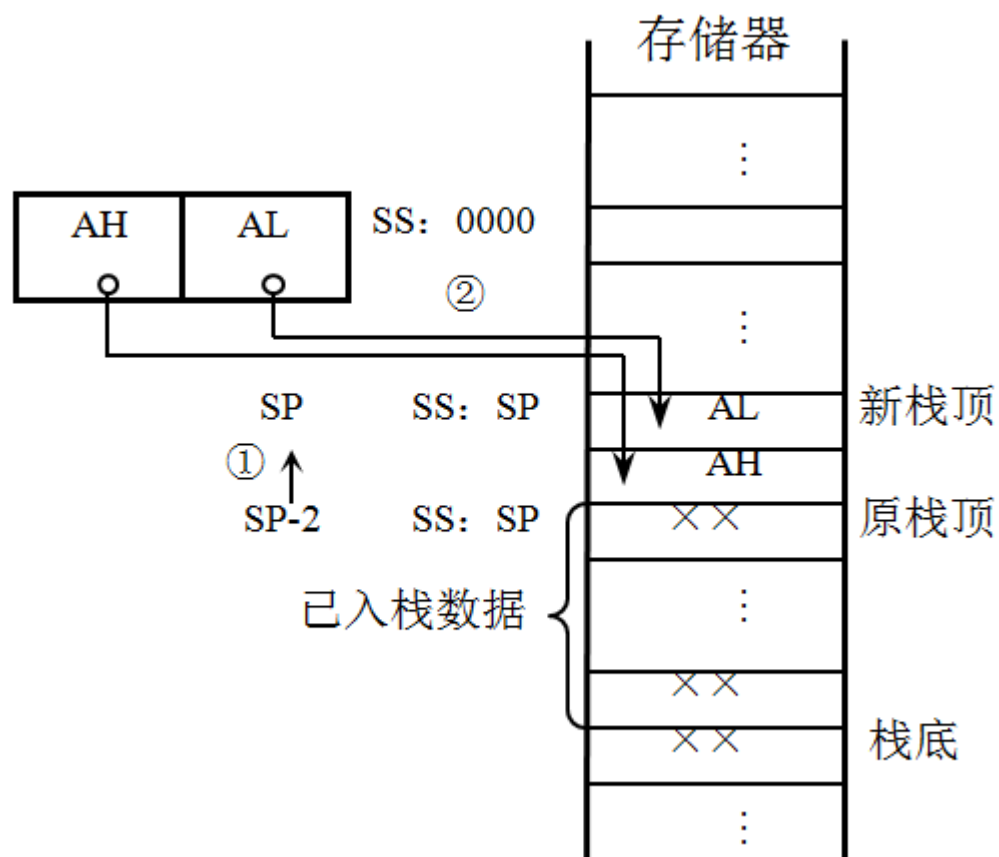 存储器
⋮
AH AL SS：0000
②
⋮
SP SS：SP AL 新栈顶
① AH
SP-2 SS：SP ×× 原栈顶
已入栈数据 ⋮
××
×× 栈底
⋮